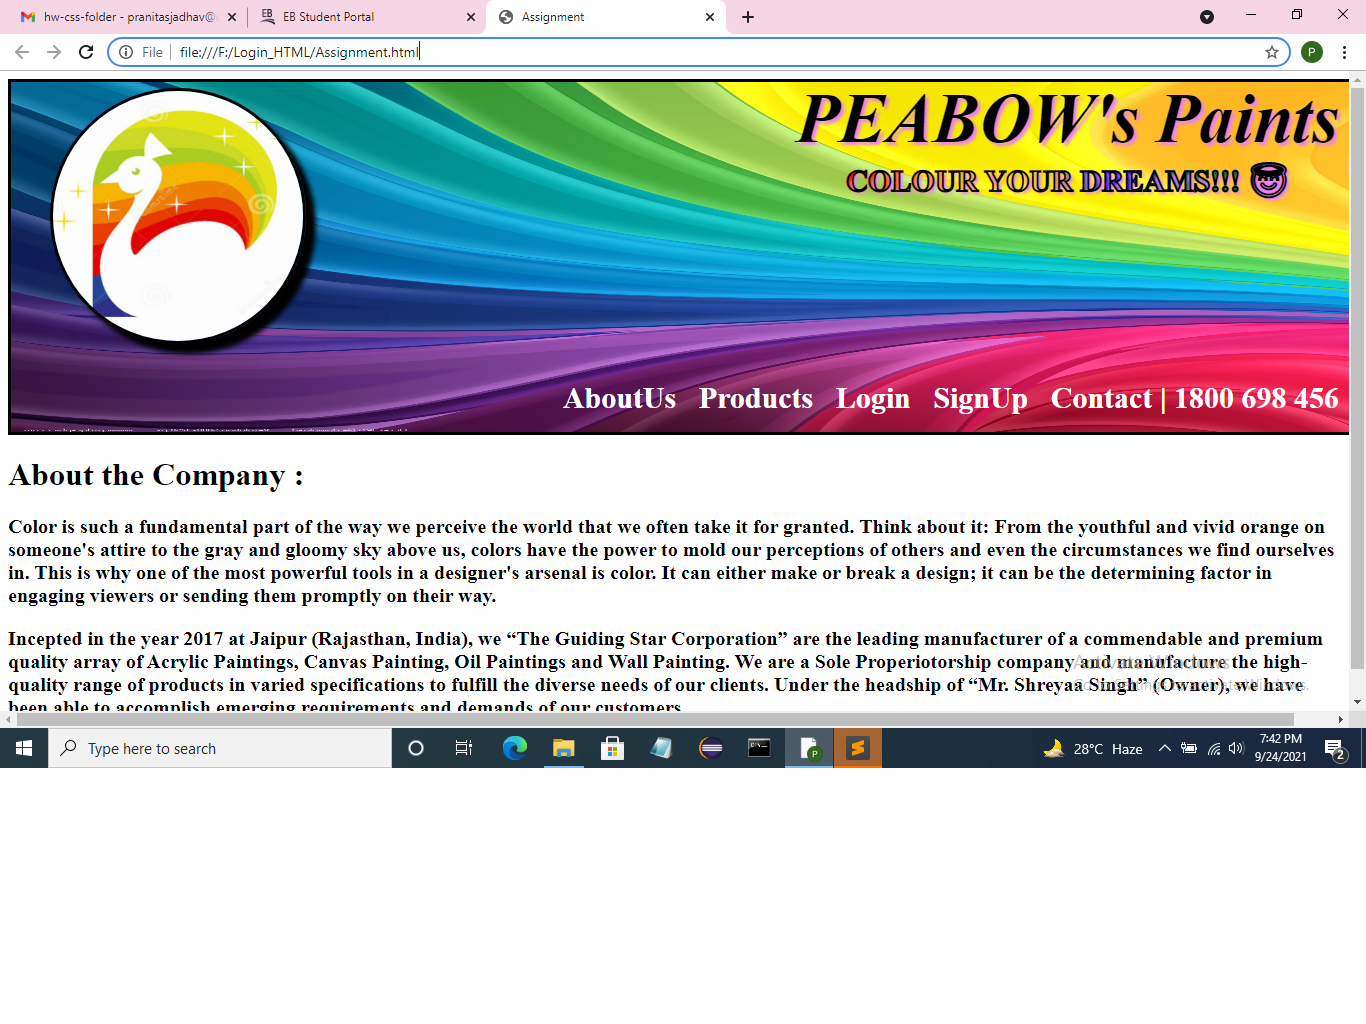 hw-css-folder - pranitasjadhav@
EB Student Portal
Assignment
File file:///F:/Login_HTML/Assignment.html
P
PEABOW's Paints
COLOUR YOUR DREAMS!!!
AboutUs Products Login SignUp Contact | 1800 698 456
About the Company :
Color is such a fundamental part of the way we perceive the world that we often take it for granted. Think about it: From the youthful and vivid orange on
someone's attire to the gray and gloomy sky above us, colors have the power to mold our perceptions of others and even the circumstances we find ourselves
in. This is why one of the most powerful tools in a designer's arsenal is color. It can either make or break a design; it can be the determining factor in
engaging viewers or sending them promptly on their way.
Incepted in the year 2017 at Jaipur (Rajasthan, India), we “The Guiding Star Corporation” are the leading manufacturer of a commendable and premium
quality array of Acrylic Paintings, Canvas Painting, Oil Paintings and Wall Painting. We are a Sole Properiotorship company and manufacture the high-
quality range of products in varied specifications to fulfill the diverse needs of our clients. Under the headship of “Mr. Shreyaa Singh” (Owner), we have
been able to accomplish emerging requirements and demands of our customers
Activate Windows
Go to Settings to activate Windows.
Type here to search
28°C Haze
7:42 PM
9/24/2021
2